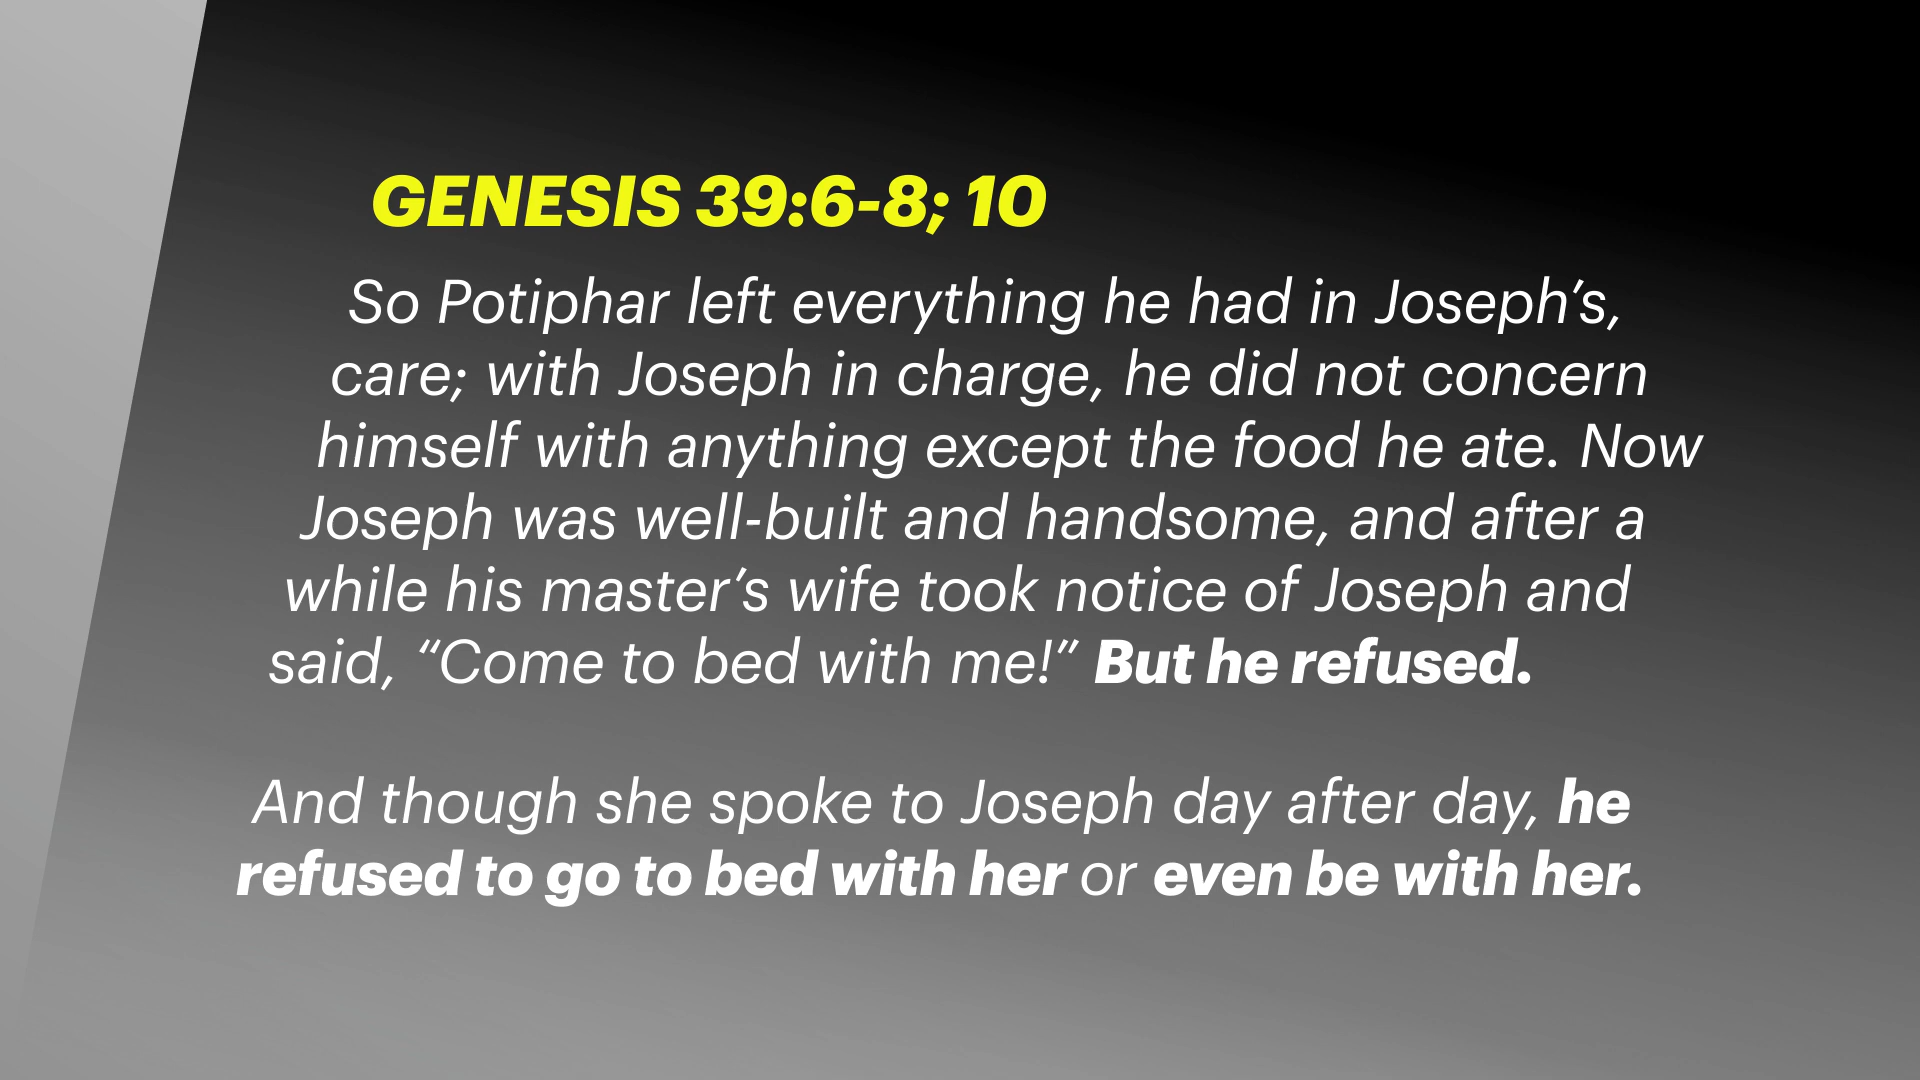 GENESIS 39:6-8; 10
So Potiphar left everything he had in Joseph’s,
care; with Joseph in charge, he did not concern
himself with anything except the food he ate. Now
Joseph was well-built and handsome, and after a
while his master’s wife took notice of Joseph and
said, “Come to bed with me!” But he refused.
And though she spoke to Joseph day after day, he
refused to go to bed with her or even be with her.